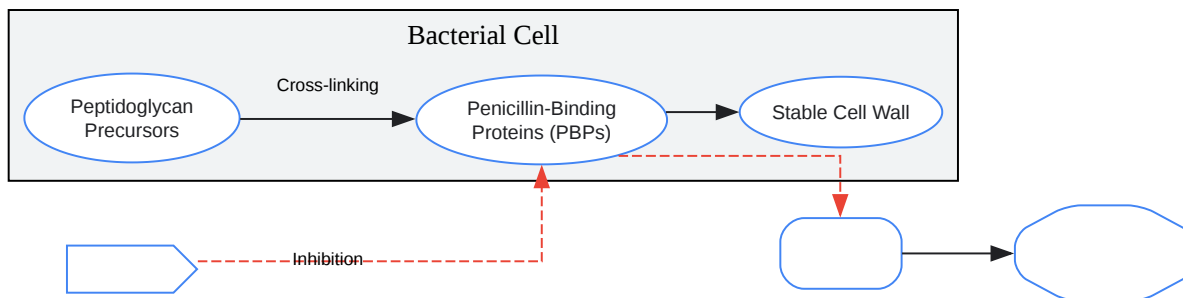 Bacterial Cell
Cross-linking
Peptidoglycan
Precursors
Penicillin-Binding
Proteins (PBPs)
Stable Cell Wall
Inhibition